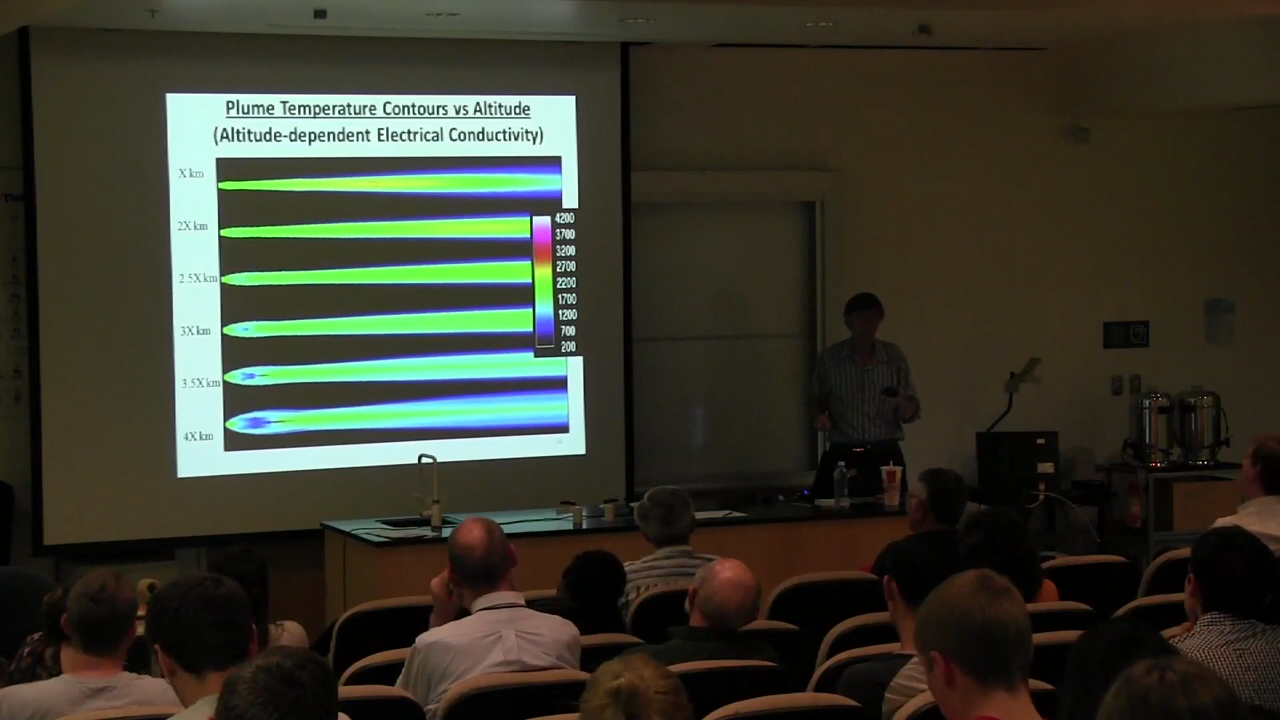 Plume Temperature Contours vs Altitude
(Altitude-dependent Electrical Conductivity)
X km
2X km
2.5X km
3X km
3.5X km
4X km
4200
3700
3200
2700
2200
1700
1200
700
200